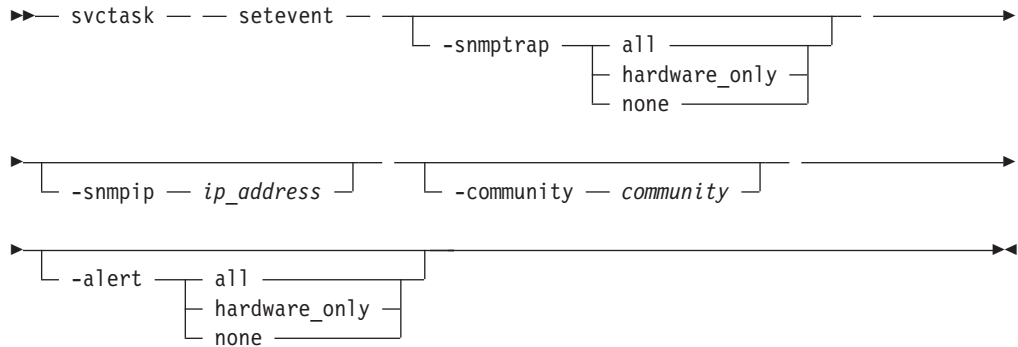 svctask setevent
-snmptrap all
hardware_only
none
-snmpip ip_address -community community
-alert all
hardware_only
none